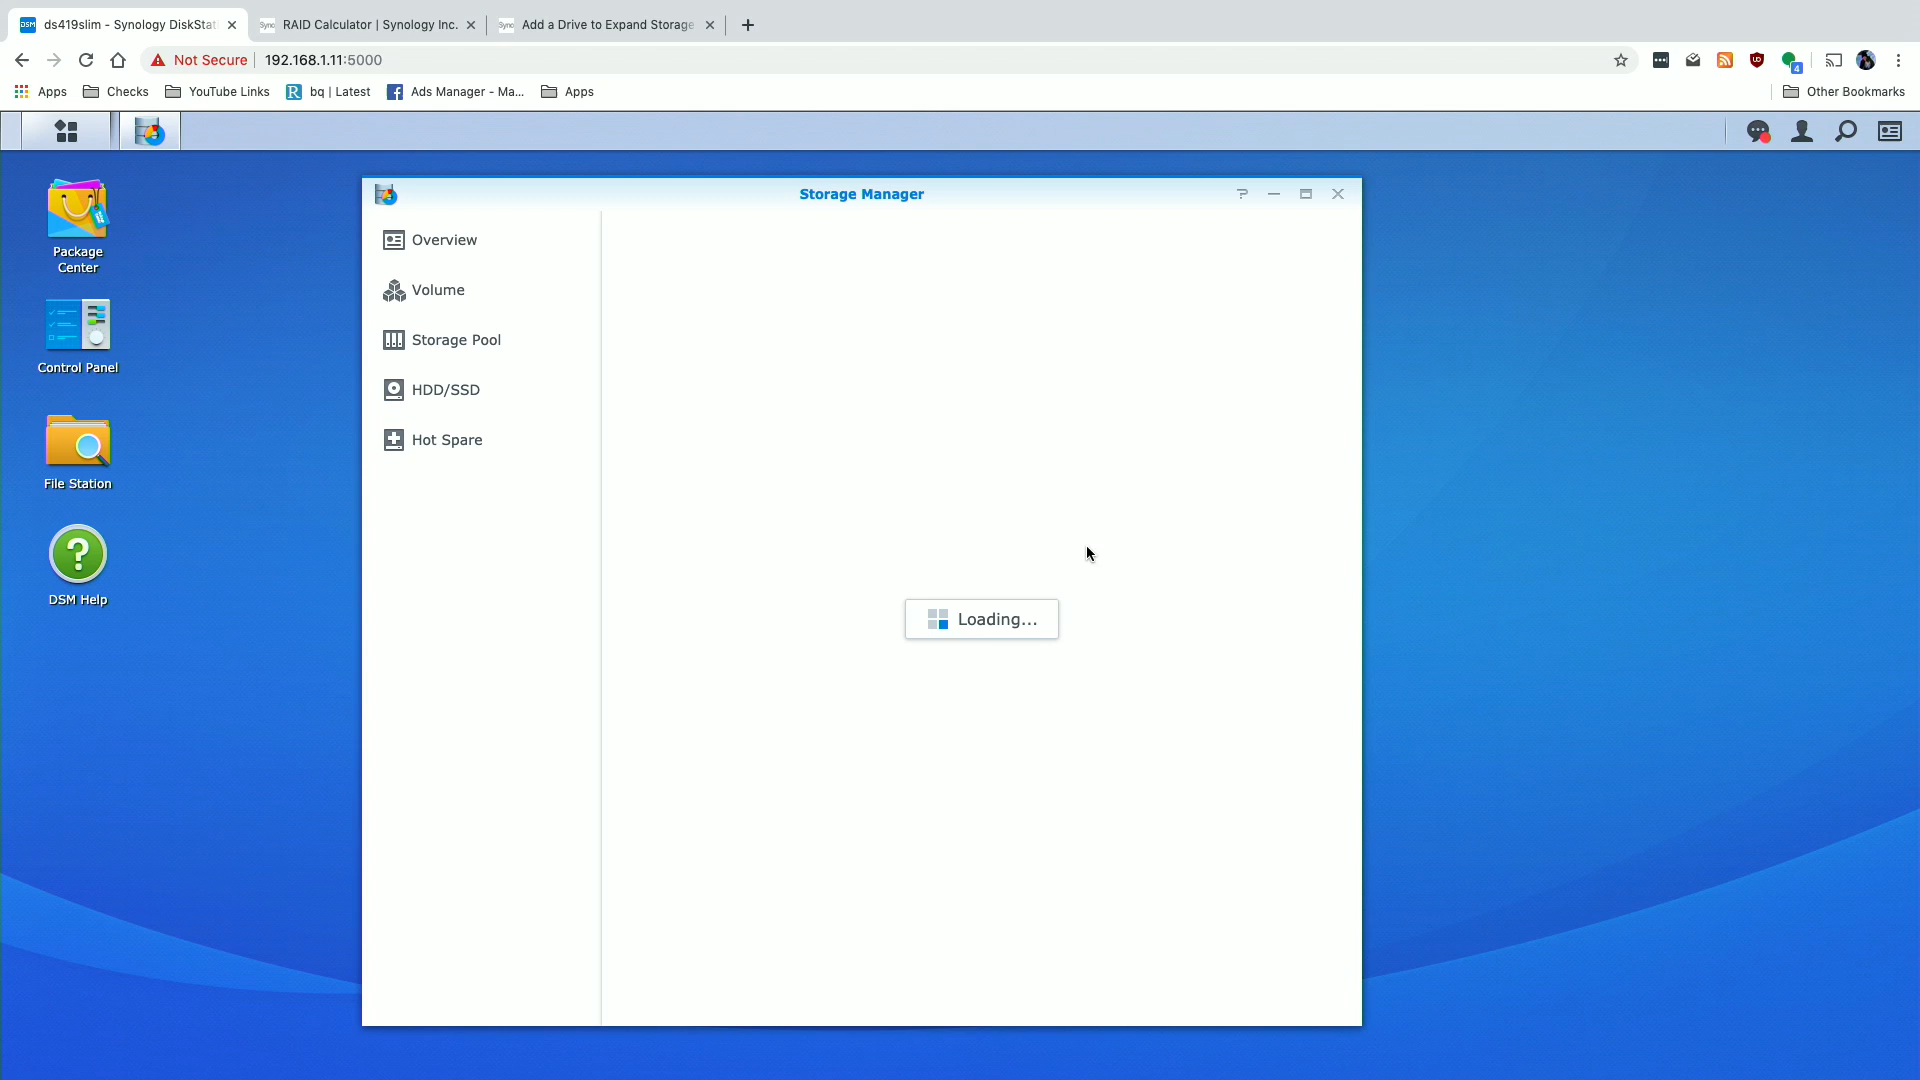 DSM
ds419slim - Synology DiskStat
RAID Calculator | Synology Inc.
Add a Drive to Expand Storage
Not Secure
192.168.1.11:5000
4
Apps
Checks
YouTube Links
bq | Latest
Ads Manager - Ma...
Apps
Other Bookmarks
Storage Manager
Package
Center
Control Panel
File Station
DSM Help
Overview
Volume
Storage Pool
HDD/SSD
Hot Spare
Loading...